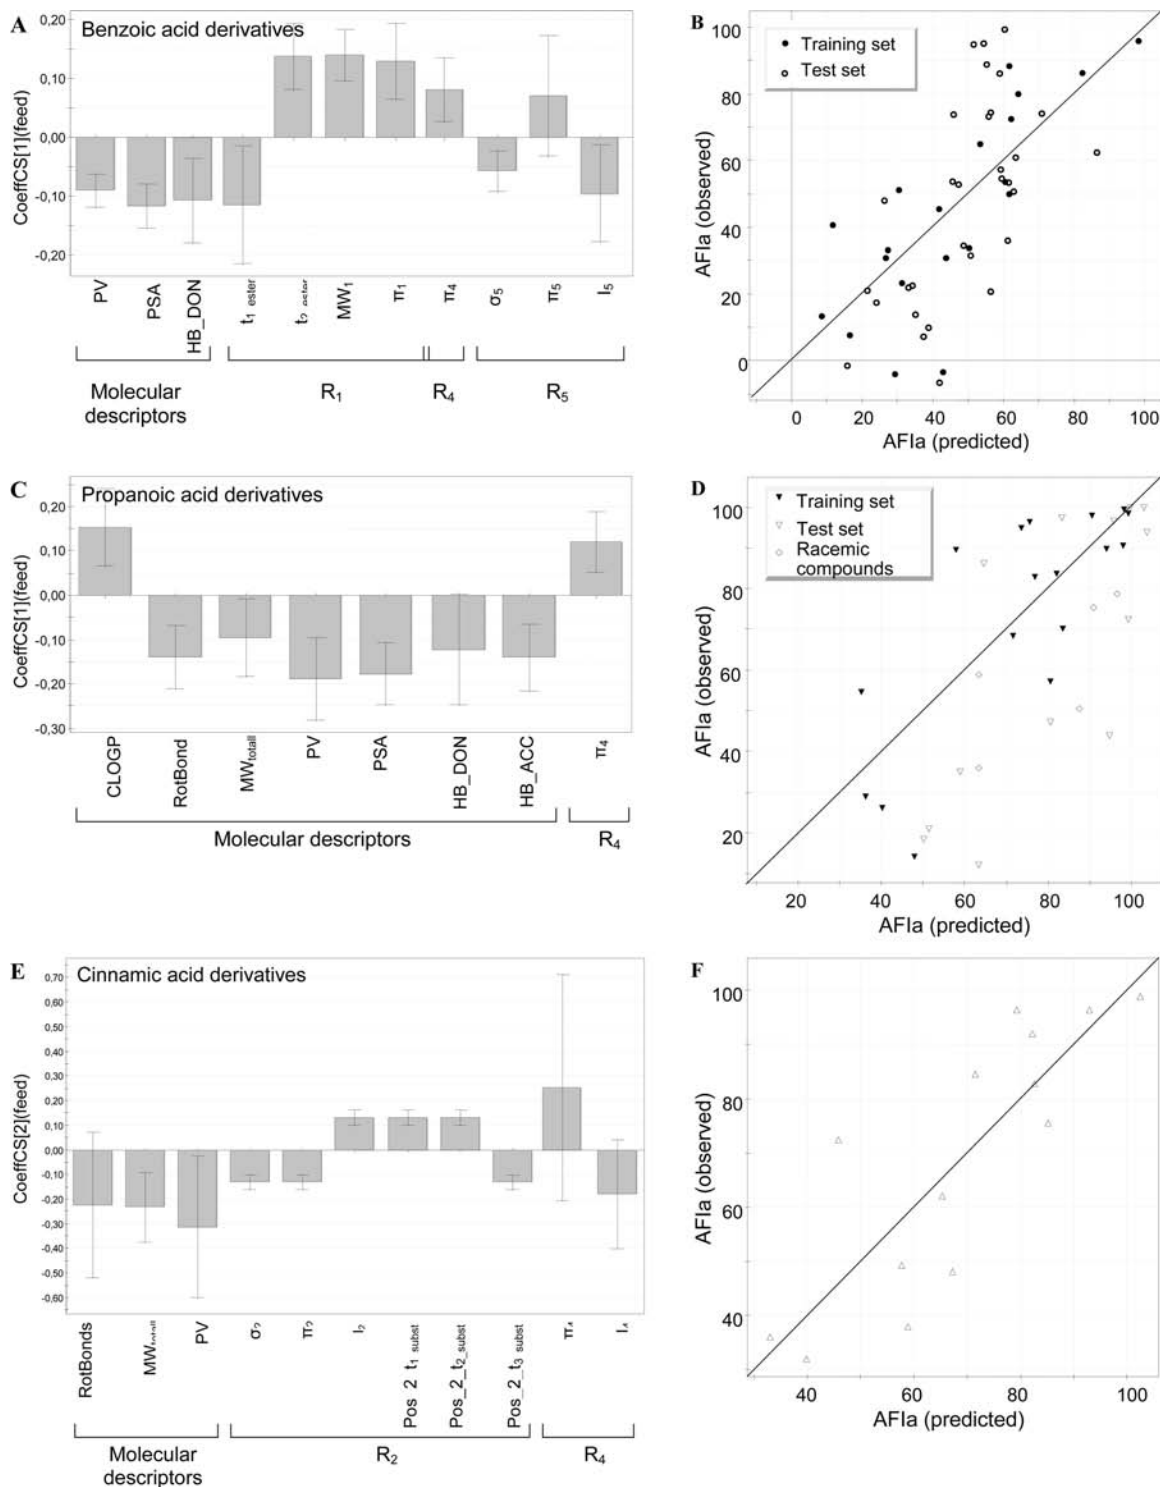 A
Benzoic acid derivatives
0,20
0,10
0,00
-0,10
-0,20
CoeffCS[1](feed)
PV
PSA
HB_DON
t1_ester
t2_ester
MW1
π1
π4
σ5
π5
I5
Molecular
descriptors
R1
R4
R5
B
Training set
Test set
100
80
60
40
20
0
AFIa (observed)
0 20 40 60 80 100
AFIa (predicted)
C
Propanoic acid derivatives
0,20
0,10
0,00
-0,10
-0,20
-0,30
CoeffCS[1](feed)
CLOGP
RotBond
MWtotall
PV
PSA
HB_DON
HB_ACC
π4
Molecular descriptors
R4
D
Training set
Test set
Racemic
compounds
100
80
60
40
20
AFIa (observed)
20 40 60 80 100
AFIa (predicted)
E
Cinnamic acid derivatives
0,70
0,60
0,50
0,40
0,30
0,20
0,10
0,00
-0,10
-0,20
-0,30
-0,40
-0,50
-0,60
CoeffCS[2](feed)
RotBonds
MWtotall
PV
σ2
π2
I2
Pos_2_t1_subst
Pos_2_t2_subst
Pos_2_t3_subst
π4
I4
Molecular
descriptors
R2
R4
F
100
80
60
40
AFIa (observed)
40 60 80 100
AFIa (predicted)